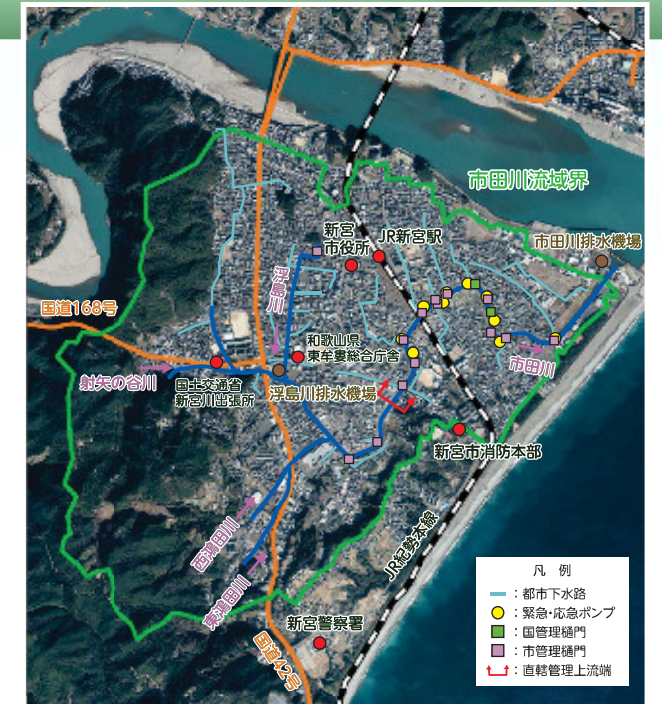 市田川流域界
新宮
市役所
JR新宮駅
市田川排水機場
浮島川
国道168号
和歌山県
東牟婁総合庁舎
射矢の谷川
国土交通省
新宮川出張所
浮島川排水機場
市田川
新宮市消防本部
西鴻田川
東鴻田川
JR紀勢本線
新宮警察署
国道42号
凡 例
：都市下水路
：緊急・応急ポンプ
：国管理樋門
：市管理樋門
：直轄管理上流端